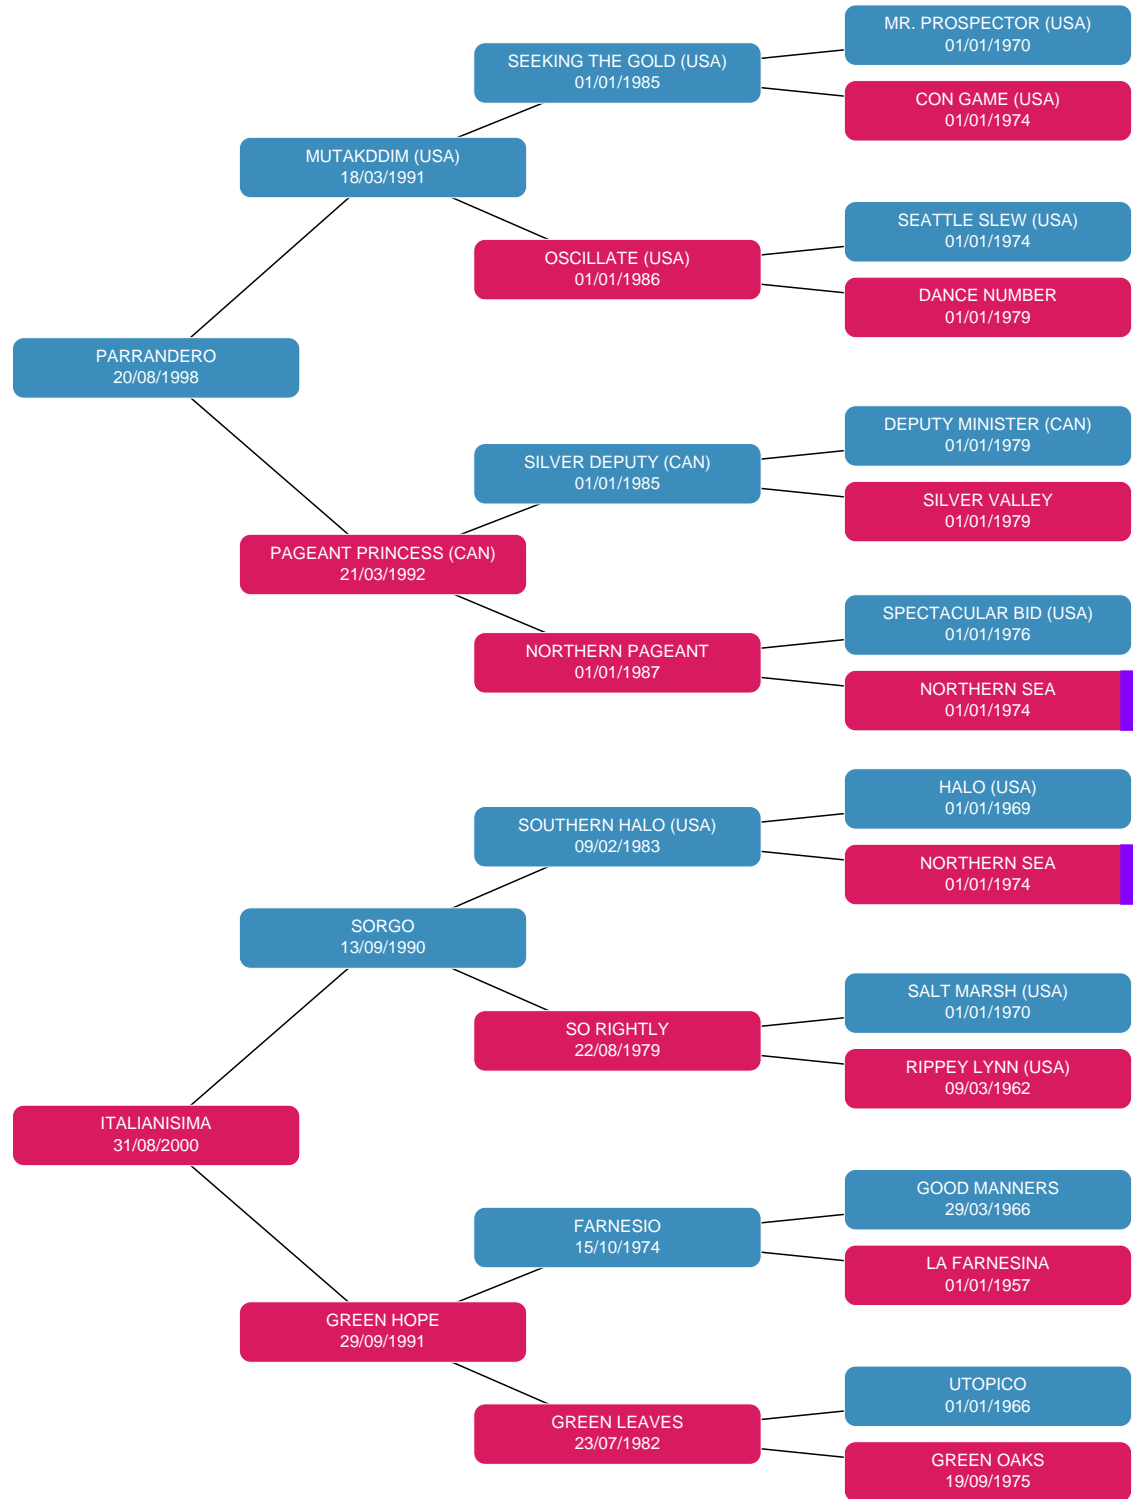 MR. PROSPECTOR (USA)
01/01/1970
SEEKING THE GOLD (USA)
01/01/1985
CON GAME (USA)
01/01/1974
MUTAKDDIM (USA)
18/03/1991
SEATTLE SLEW (USA)
01/01/1974
OSCILLATE (USA)
01/01/1986
DANCE NUMBER
01/01/1979
PARRANDERO
20/08/1998
DEPUTY MINISTER (CAN)
01/01/1979
SILVER DEPUTY (CAN)
01/01/1985
SILVER VALLEY
01/01/1979
PAGEANT PRINCESS (CAN)
21/03/1992
SPECTACULAR BID (USA)
01/01/1976
NORTHERN PAGEANT
01/01/1987
NORTHERN SEA
01/01/1974
HALO (USA)
01/01/1969
SOUTHERN HALO (USA)
09/02/1983
NORTHERN SEA
01/01/1974
SORGO
13/09/1990
SALT MARSH (USA)
01/01/1970
SO RIGHTLY
22/08/1979
RIPPEY LYNN (USA)
09/03/1962
ITALIANISIMA
31/08/2000
GOOD MANNERS
29/03/1966
FARNESIO
15/10/1974
LA FARNESINA
01/01/1957
GREEN HOPE
29/09/1991
UTOPICO
01/01/1966
GREEN LEAVES
23/07/1982
GREEN OAKS
19/09/1975